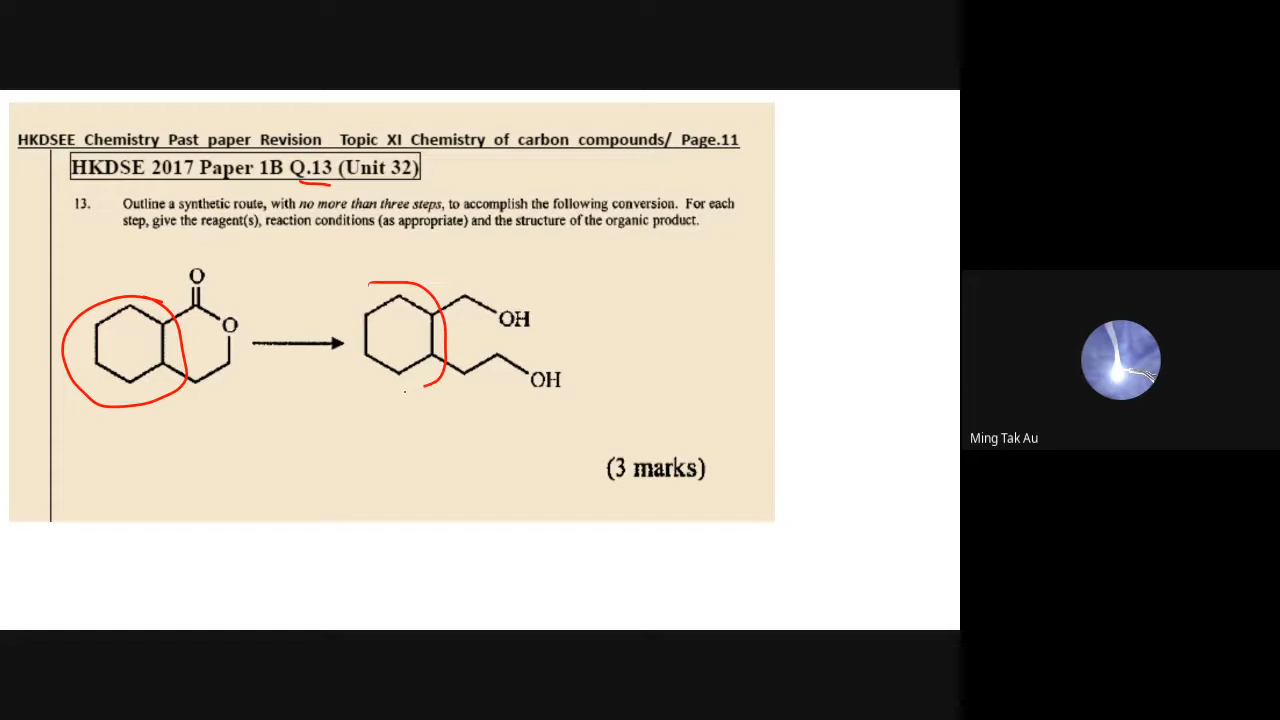 HKDSEE Chemistry Past paper Revision Topic XI Chemistry of carbon compounds/ Page.11
HKDSE 2017 Paper 1B Q.13 (Unit 32)
13. Outline a synthetic route, with no more than three steps, to accomplish the following conversion. For each
step, give the reagent(s), reaction conditions (as appropriate) and the structure of the organic product.
O
O
OH
OH
(3 marks)
Ming Tak Au